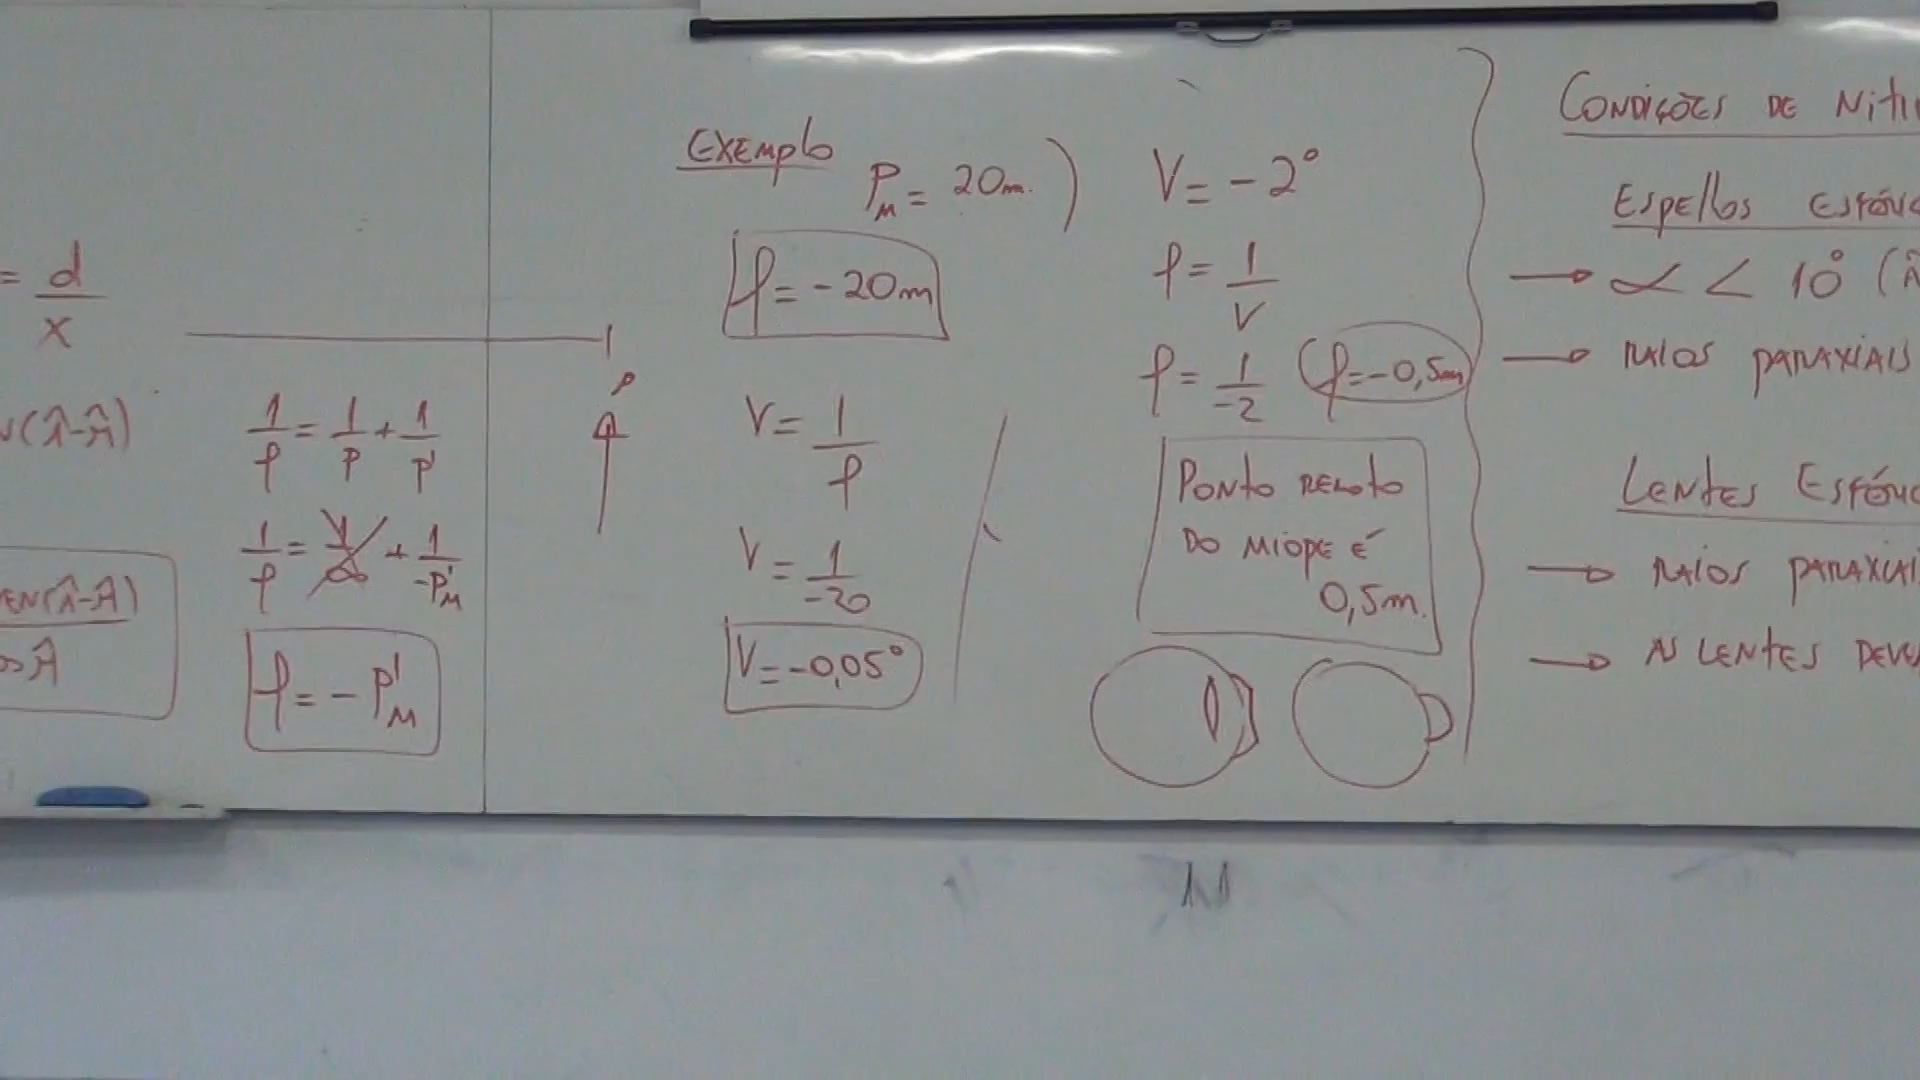 = d/x
(î-Â)
EN(î-Â)
Â
1/f = 1/p + 1/p'
1/f = 1/∞ + 1/-P'M
f = - P'M
Exemplo
PM = 20m.)
f = -20m
V = 1/f
V = 1/-20
V = -0,05°
V = -2°
f = 1/V
f = 1/-2 (f = -0,5m)
Ponto remoto
do míope é
0,5m.
Condições de Niti
Espelhos Esféric
→ α < 10° (Â
→ raios paraxiais
Lentes Esféric
→ raios paraxiai
→ As lentes deve